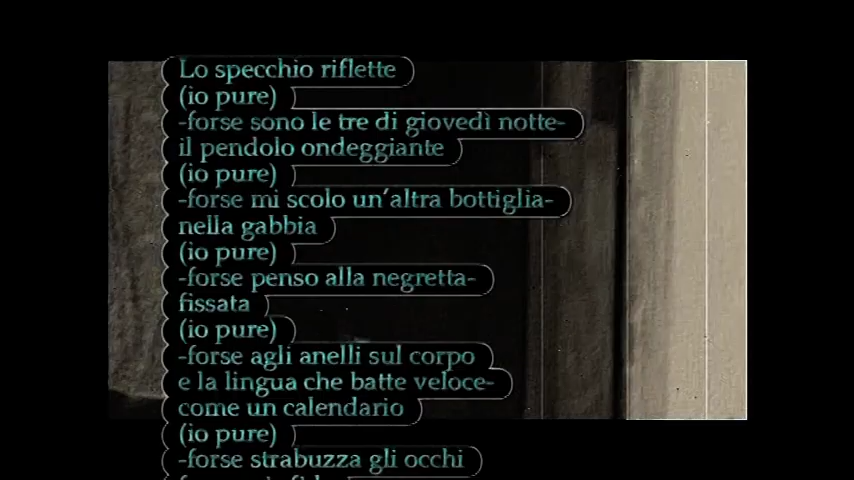 Lo specchio riflette
(io pure)
-forse sono le tre di giovedì notte-
il pendolo ondeggiante
(io pure)
-forse mi scolo un'altra bottiglia-
nella gabbia
(io pure)
-forse penso alla negretta-
fissata
(io pure)
-forse agli anelli sul corpo
e la lingua che batte veloce-
come un calendario
(io pure)
-forse strabuzza gli occhi